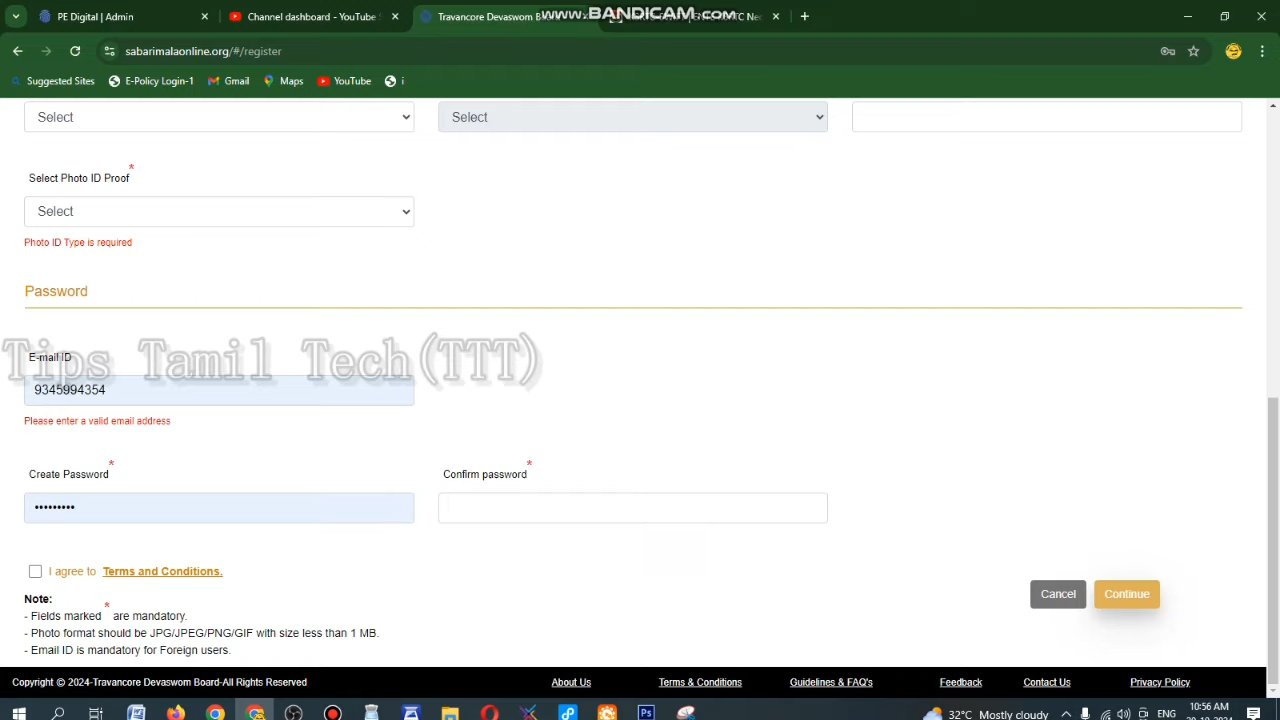 PE Digital | Admin
Channel dashboard - YouTube S
Travancore Devaswom B
www.BANDICAM.com
sabarimalaonline.org/#/register
Suggested Sites
E-Policy Login-1
Gmail
Maps
YouTube
i
Select
Select
Select Photo ID Proof*
Select
Photo ID Type is required
Password
Tips Tamil Tech(TTT)
E-mail ID
9345994354
Please enter a valid email address
Create Password*
Confirm password*
•••••••••
I agree to Terms and Conditions.
Cancel
Continue
Note:
- Fields marked * are mandatory.
- Photo format should be JPG/JPEG/PNG/GIF with size less than 1 MB.
- Email ID is mandatory for Foreign users.
Copyright © 2024-Travancore Devaswom Board-All Rights Reserved
About Us
Terms & Conditions
Guidelines & FAQ's
Feedback
Contact Us
Privacy Policy
32°C Mostly cloudy
ENG
10:56 AM